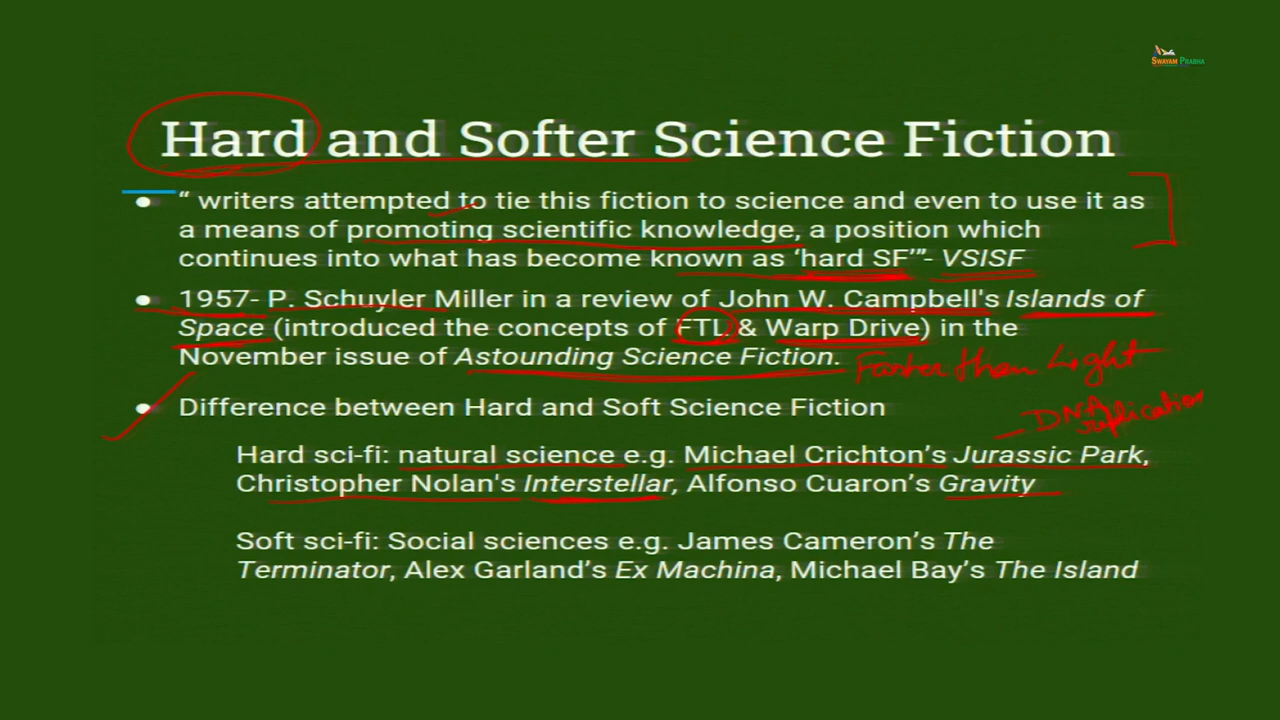 SWAYAM PRABHA
Hard and Softer Science Fiction
“ writers attempted to tie this fiction to science and even to use it as
a means of promoting scientific knowledge, a position which
continues into what has become known as ‘hard SF’”- VSISF
1957- P. Schuyler Miller in a review of John W. Campbell's Islands of
Space (introduced the concepts of FTL & Warp Drive) in the
November issue of Astounding Science Fiction.
Faster than Light
Difference between Hard and Soft Science Fiction
DNA
replication
Hard sci-fi: natural science e.g. Michael Crichton’s Jurassic Park,
Christopher Nolan's Interstellar, Alfonso Cuaron’s Gravity
Soft sci-fi: Social sciences e.g. James Cameron’s The
Terminator, Alex Garland’s Ex Machina, Michael Bay’s The Island